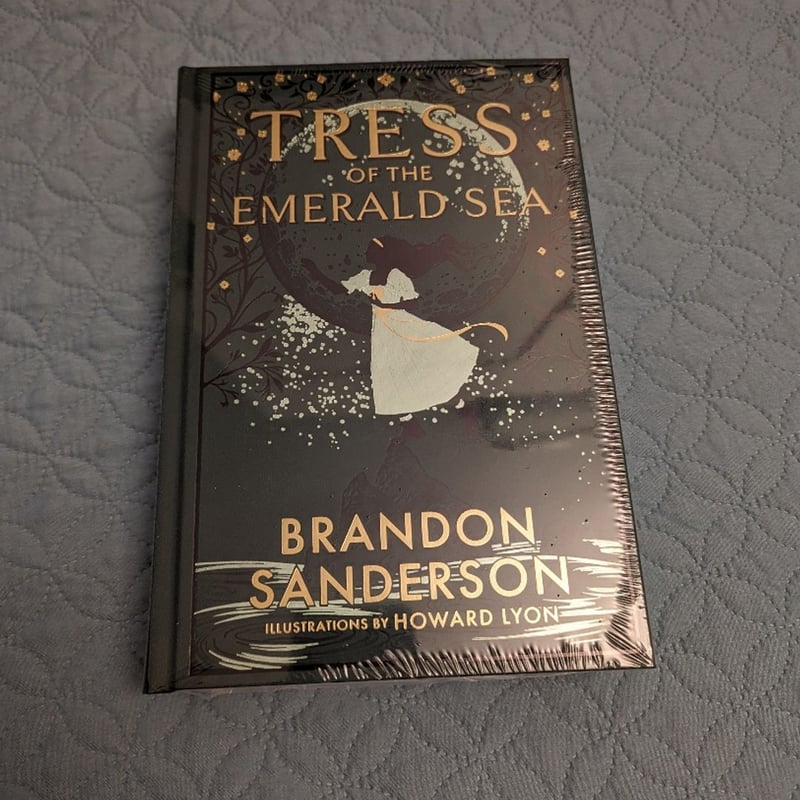 TRESS
OF THE
EMERALD SEA
BRANDON
SANDERSON
ILLUSTRATIONS BY HOWARD LYON